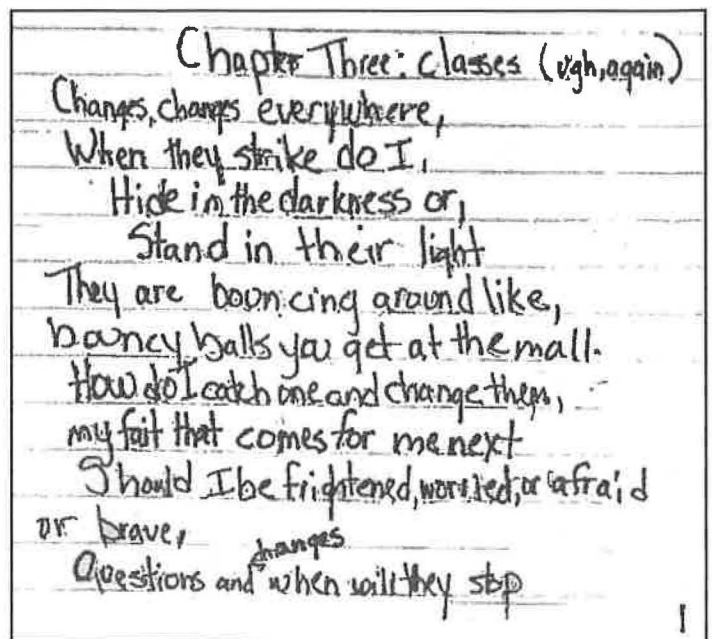 Chapter Three: Classes (ugh, again)
Changes, changes everywhere,
When they strike do I,
Hide in the darkness or,
Stand in their light
They are bouncing around like,
bouncy balls you get at the mall.
How do I catch one and change them,
my fait that comes for me next
Should I be frightened, worried, or afraid
or brave,
Questions and changes when will they stop
1